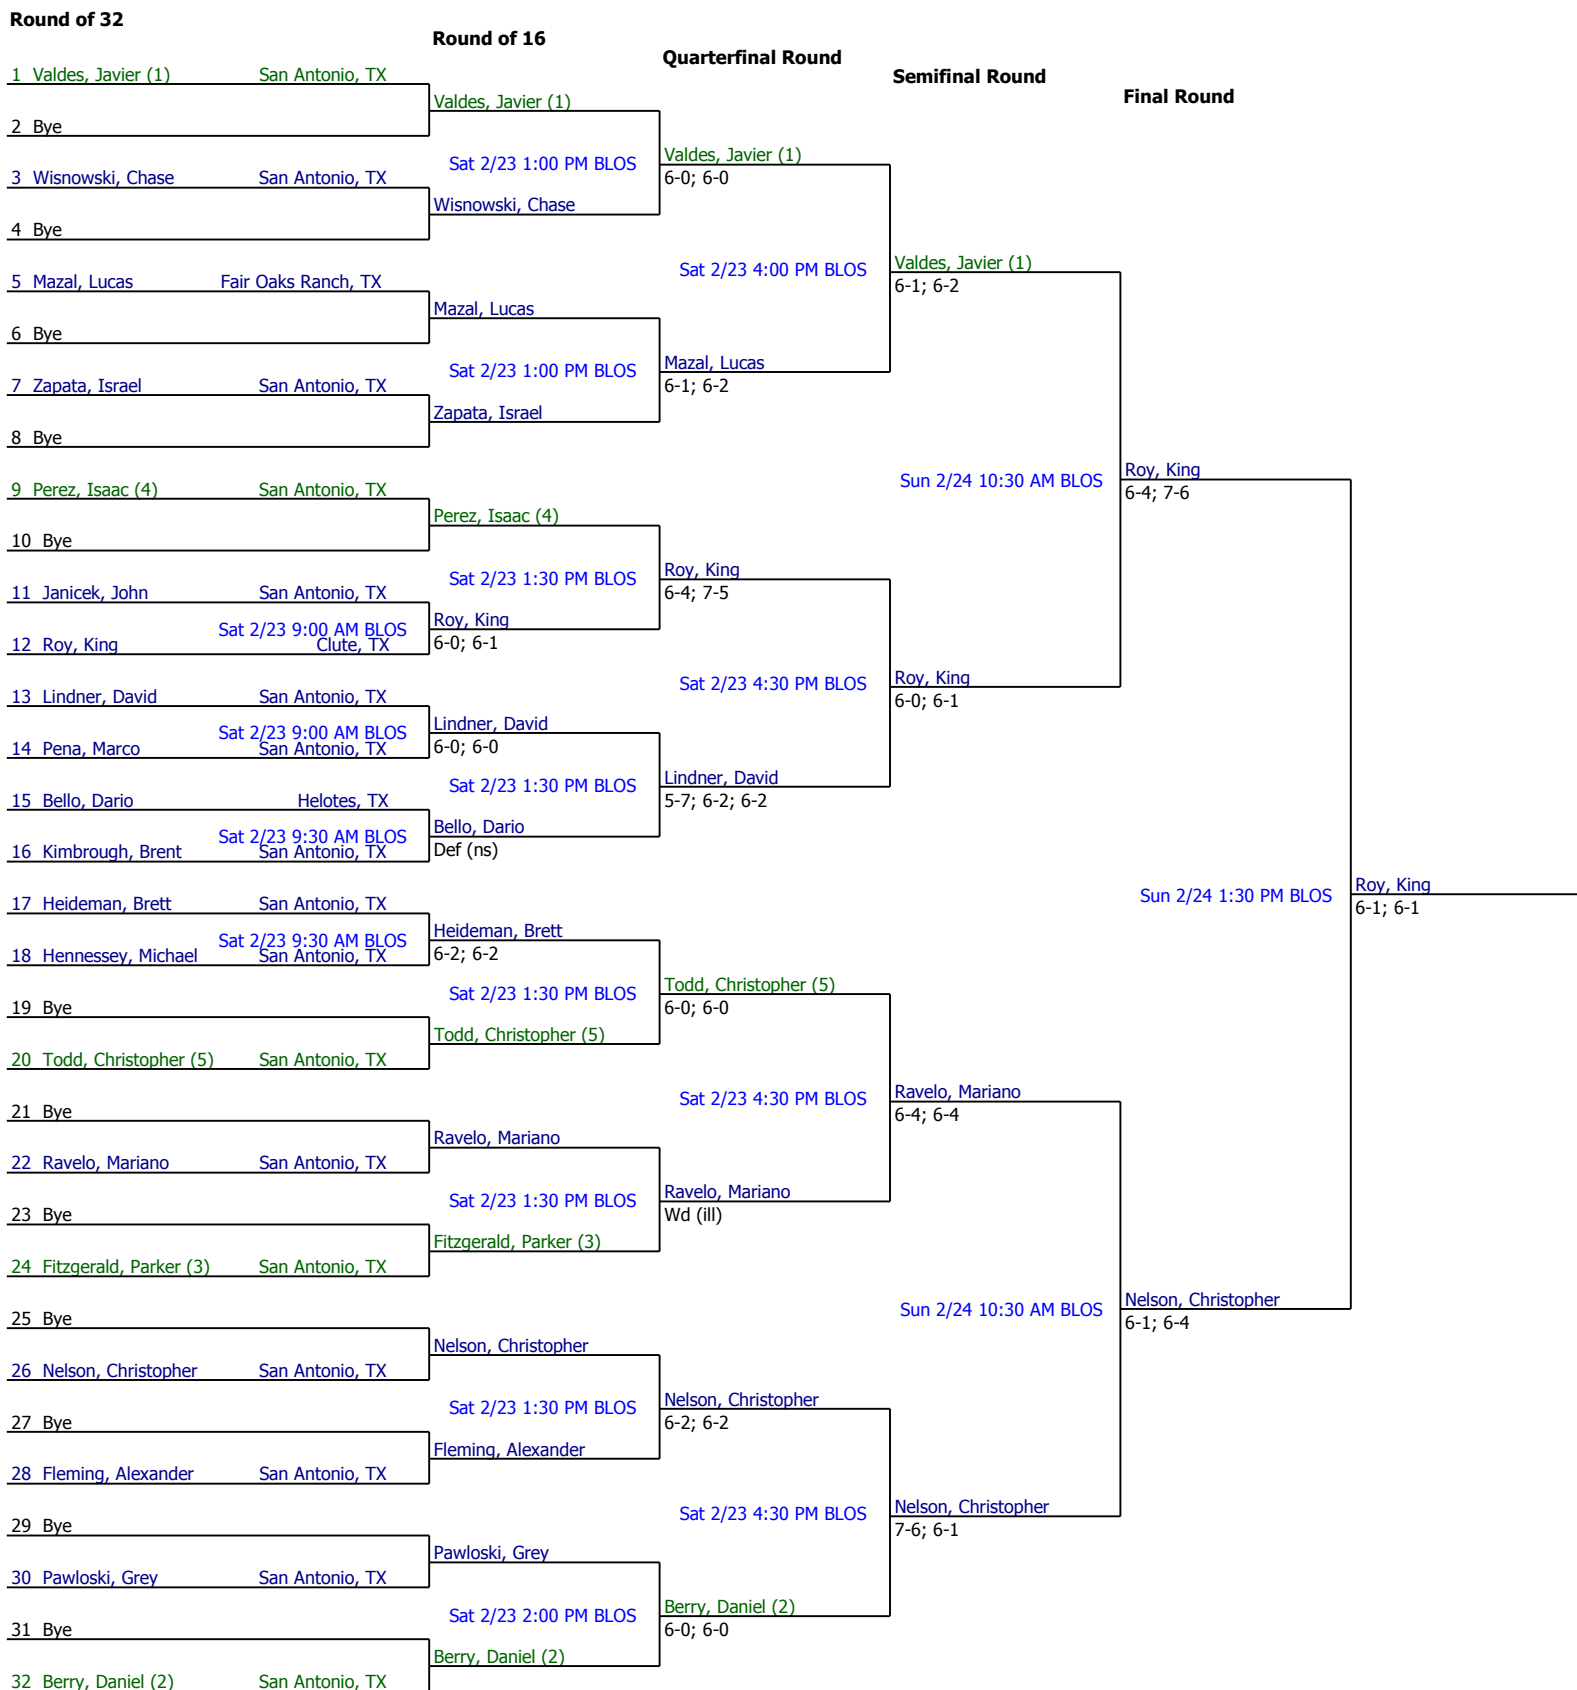 Round of 32
Round of 16
Quarterfinal Round
Semifinal Round
Final Round
1 Valdes, Javier (1) San Antonio, TX
2 Bye
3 Wisnowski, Chase San Antonio, TX
4 Bye
5 Mazal, Lucas Fair Oaks Ranch, TX
6 Bye
7 Zapata, Israel San Antonio, TX
8 Bye
9 Perez, Isaac (4) San Antonio, TX
10 Bye
11 Janicek, John San Antonio, TX
Sat 2/23 9:00 AM BLOS
12 Roy, King Clute, TX
13 Lindner, David San Antonio, TX
Sat 2/23 9:00 AM BLOS
14 Pena, Marco San Antonio, TX
15 Bello, Dario Helotes, TX
Sat 2/23 9:30 AM BLOS
16 Kimbrough, Brent San Antonio, TX
17 Heideman, Brett San Antonio, TX
Sat 2/23 9:30 AM BLOS
18 Hennessey, Michael San Antonio, TX
19 Bye
20 Todd, Christopher (5) San Antonio, TX
21 Bye
22 Ravelo, Mariano San Antonio, TX
23 Bye
24 Fitzgerald, Parker (3) San Antonio, TX
25 Bye
26 Nelson, Christopher San Antonio, TX
27 Bye
28 Fleming, Alexander San Antonio, TX
29 Bye
30 Pawloski, Grey San Antonio, TX
31 Bye
32 Berry, Daniel (2) San Antonio, TX
Valdes, Javier (1)
Sat 2/23 1:00 PM BLOS
Wisnowski, Chase
Mazal, Lucas
Sat 2/23 1:00 PM BLOS
Zapata, Israel
Perez, Isaac (4)
Sat 2/23 1:30 PM BLOS
Roy, King
6-0; 6-1
Lindner, David
6-0; 6-0
Sat 2/23 1:30 PM BLOS
Bello, Dario
Def (ns)
Heideman, Brett
6-2; 6-2
Sat 2/23 1:30 PM BLOS
Todd, Christopher (5)
Ravelo, Mariano
Sat 2/23 1:30 PM BLOS
Fitzgerald, Parker (3)
Nelson, Christopher
Sat 2/23 1:30 PM BLOS
Fleming, Alexander
Pawloski, Grey
Sat 2/23 2:00 PM BLOS
Berry, Daniel (2)
Valdes, Javier (1)
6-0; 6-0
Sat 2/23 4:00 PM BLOS
Mazal, Lucas
6-1; 6-2
Roy, King
6-4; 7-5
Sat 2/23 4:30 PM BLOS
Lindner, David
5-7; 6-2; 6-2
Todd, Christopher (5)
6-0; 6-0
Sat 2/23 4:30 PM BLOS
Ravelo, Mariano
Wd (ill)
Nelson, Christopher
6-2; 6-2
Sat 2/23 4:30 PM BLOS
Berry, Daniel (2)
6-0; 6-0
Valdes, Javier (1)
6-1; 6-2
Sun 2/24 10:30 AM BLOS
Roy, King
6-0; 6-1
Ravelo, Mariano
6-4; 6-4
Sun 2/24 10:30 AM BLOS
Nelson, Christopher
7-6; 6-1
Roy, King
6-4; 7-6
Sun 2/24 1:30 PM BLOS
Nelson, Christopher
6-1; 6-4
Roy, King
6-1; 6-1